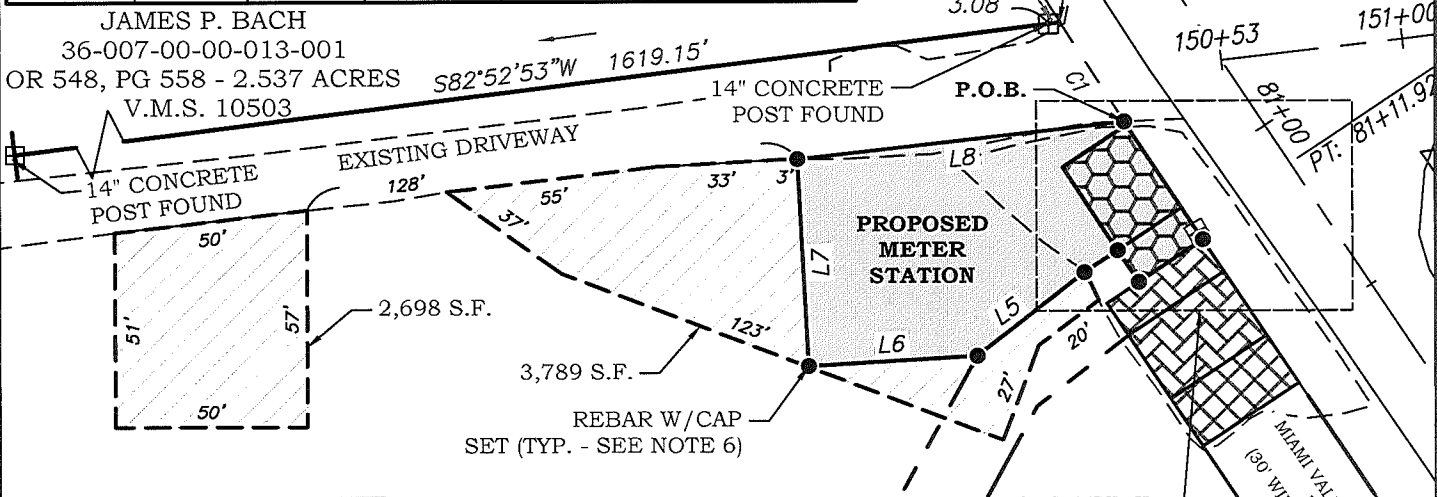 JAMES P. BACH
36-007-00-00-013-001
OR 548, PG 558 - 2.537 ACRES
V.M.S. 10503
S82°52'53"W 1619.15'
3.08'
14" CONCRETE
POST FOUND
P.O.B.
C1
150+53
151+00
81+00
PT: 81+11.92
14" CONCRETE
POST FOUND
EXISTING DRIVEWAY
128'
55'
33'
3'
L8
37'
50'
51'
57'
50'
2,698 S.F.
L7
PROPOSED
METER
STATION
L5
L6
123'
20'
27'
3,789 S.F.
REBAR W/CAP
SET (TYP. - SEE NOTE 6)
MIAMI
(30'